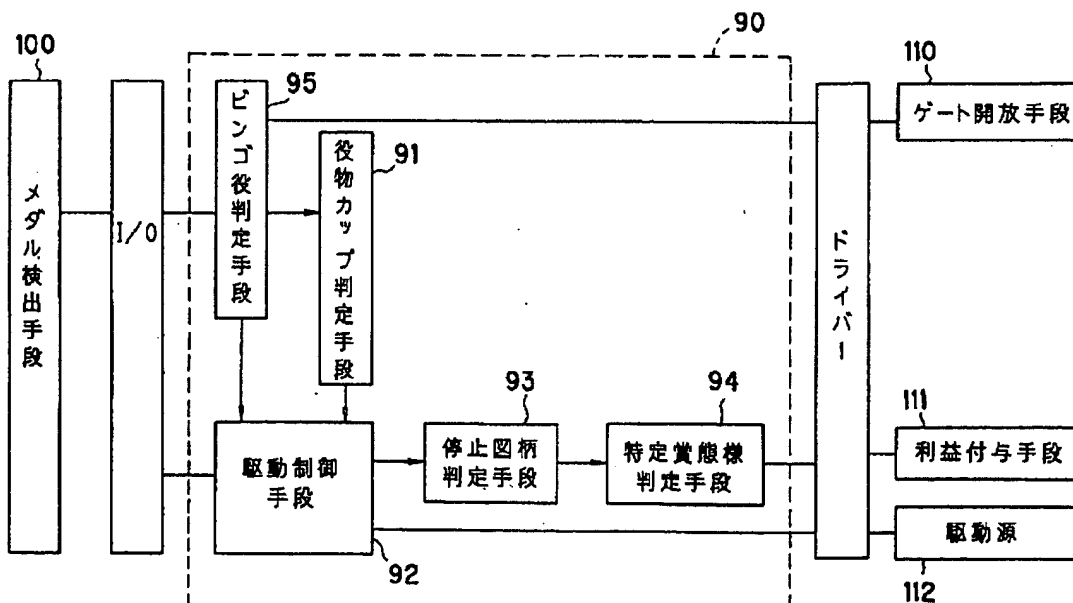 100
メダル検出手段
I/O
90
95
ビンゴ役判定手段
91
役物カップ判定手段
駆動制御
手段
92
93
停止図柄
判定手段
94
特定賞態様
判定手段
ドライバー
110
ゲート開放手段
111
利益付与手段
駆動源
112